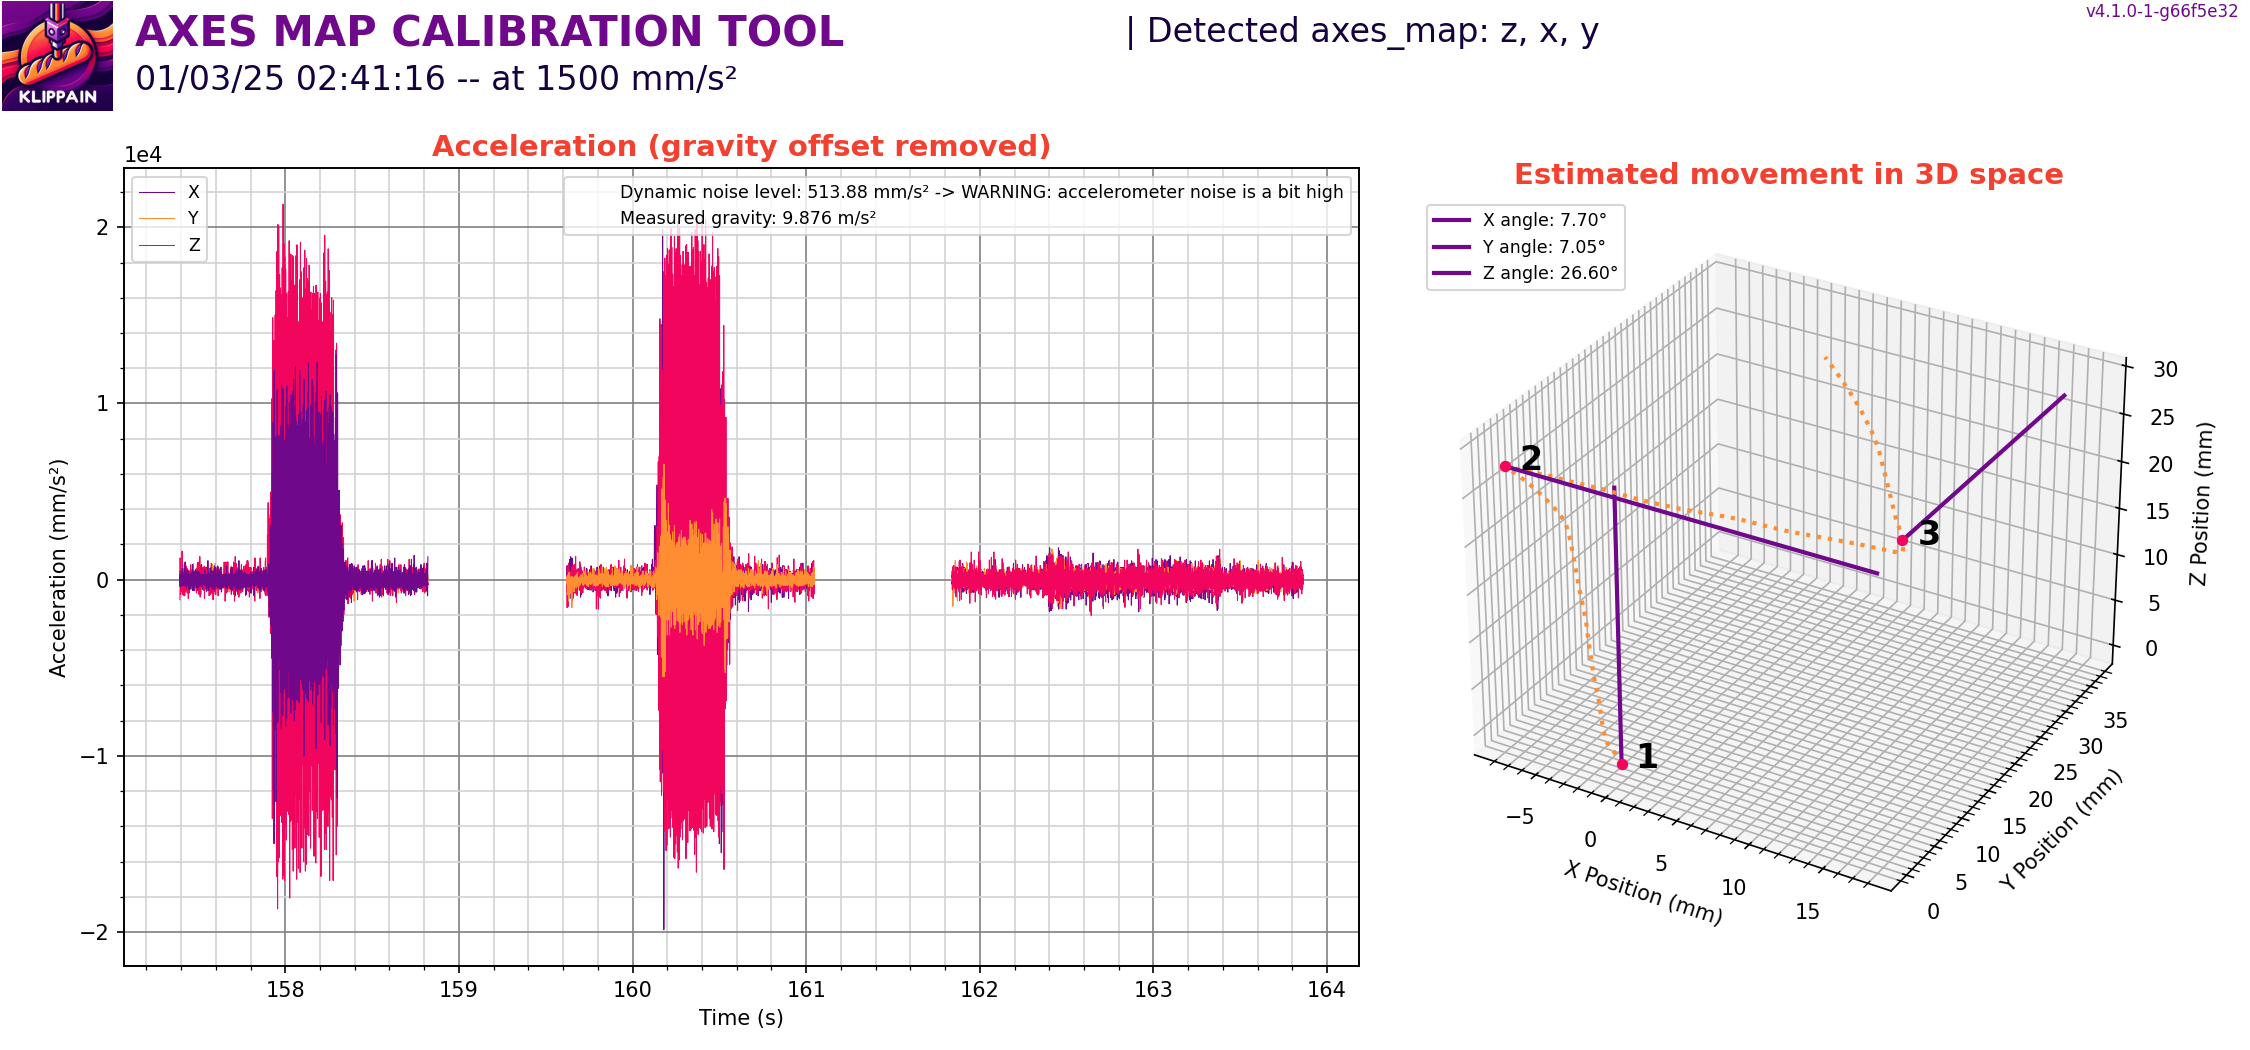 KLIPPAIN
AXES MAP CALIBRATION TOOL
01/03/25 02:41:16 -- at 1500 mm/s²
| Detected axes_map: z, x, y
v4.1.0-1-g66f5e32
Acceleration (gravity offset removed)
1e4
X
Y
Z
Dynamic noise level: 513.88 mm/s² -> WARNING: accelerometer noise is a bit high
Measured gravity: 9.876 m/s²
2
1
0
−1
−2
Acceleration (mm/s²)
158
159
160
161
162
163
164
Time (s)
Estimated movement in 3D space
X angle: 7.70°
Y angle: 7.05°
Z angle: 26.60°
2
3
1
30
25
20
15
10
5
0
Z Position (mm)
−5
0
5
10
15
X Position (mm)
0
5
10
15
20
25
30
35
Y Position (mm)